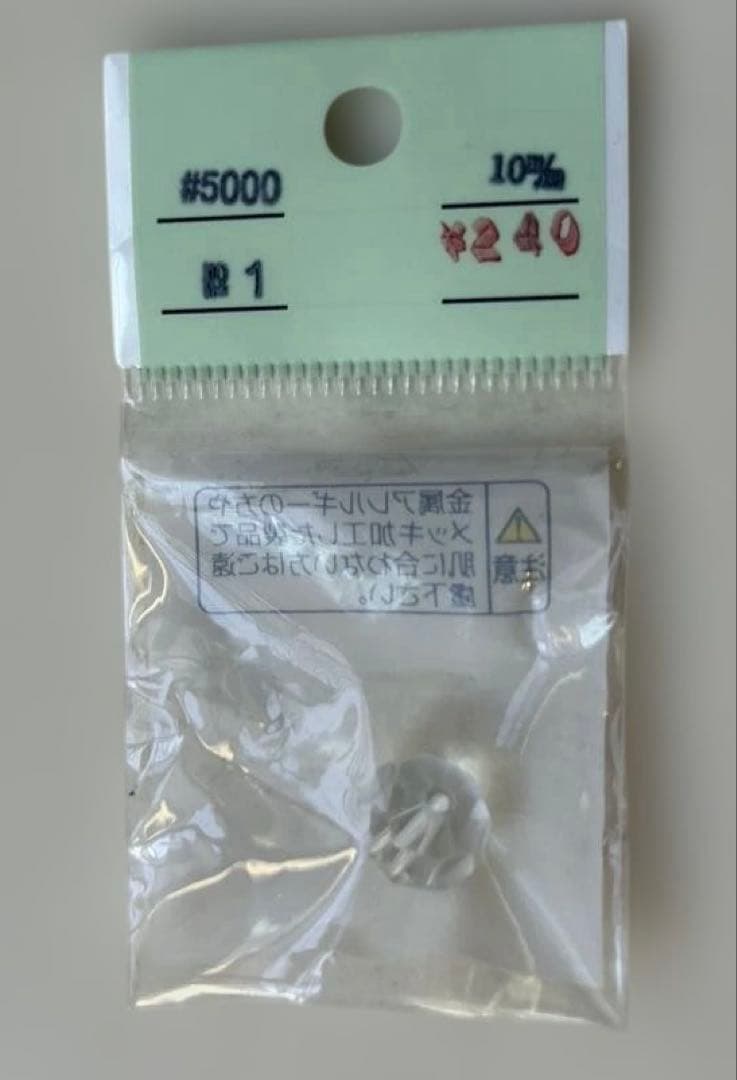 #5000
10㎜
¥240
金属アレルギーの方や
メッキ加工した製品で
肌に合わない方はご遠
慮下さい。
注意